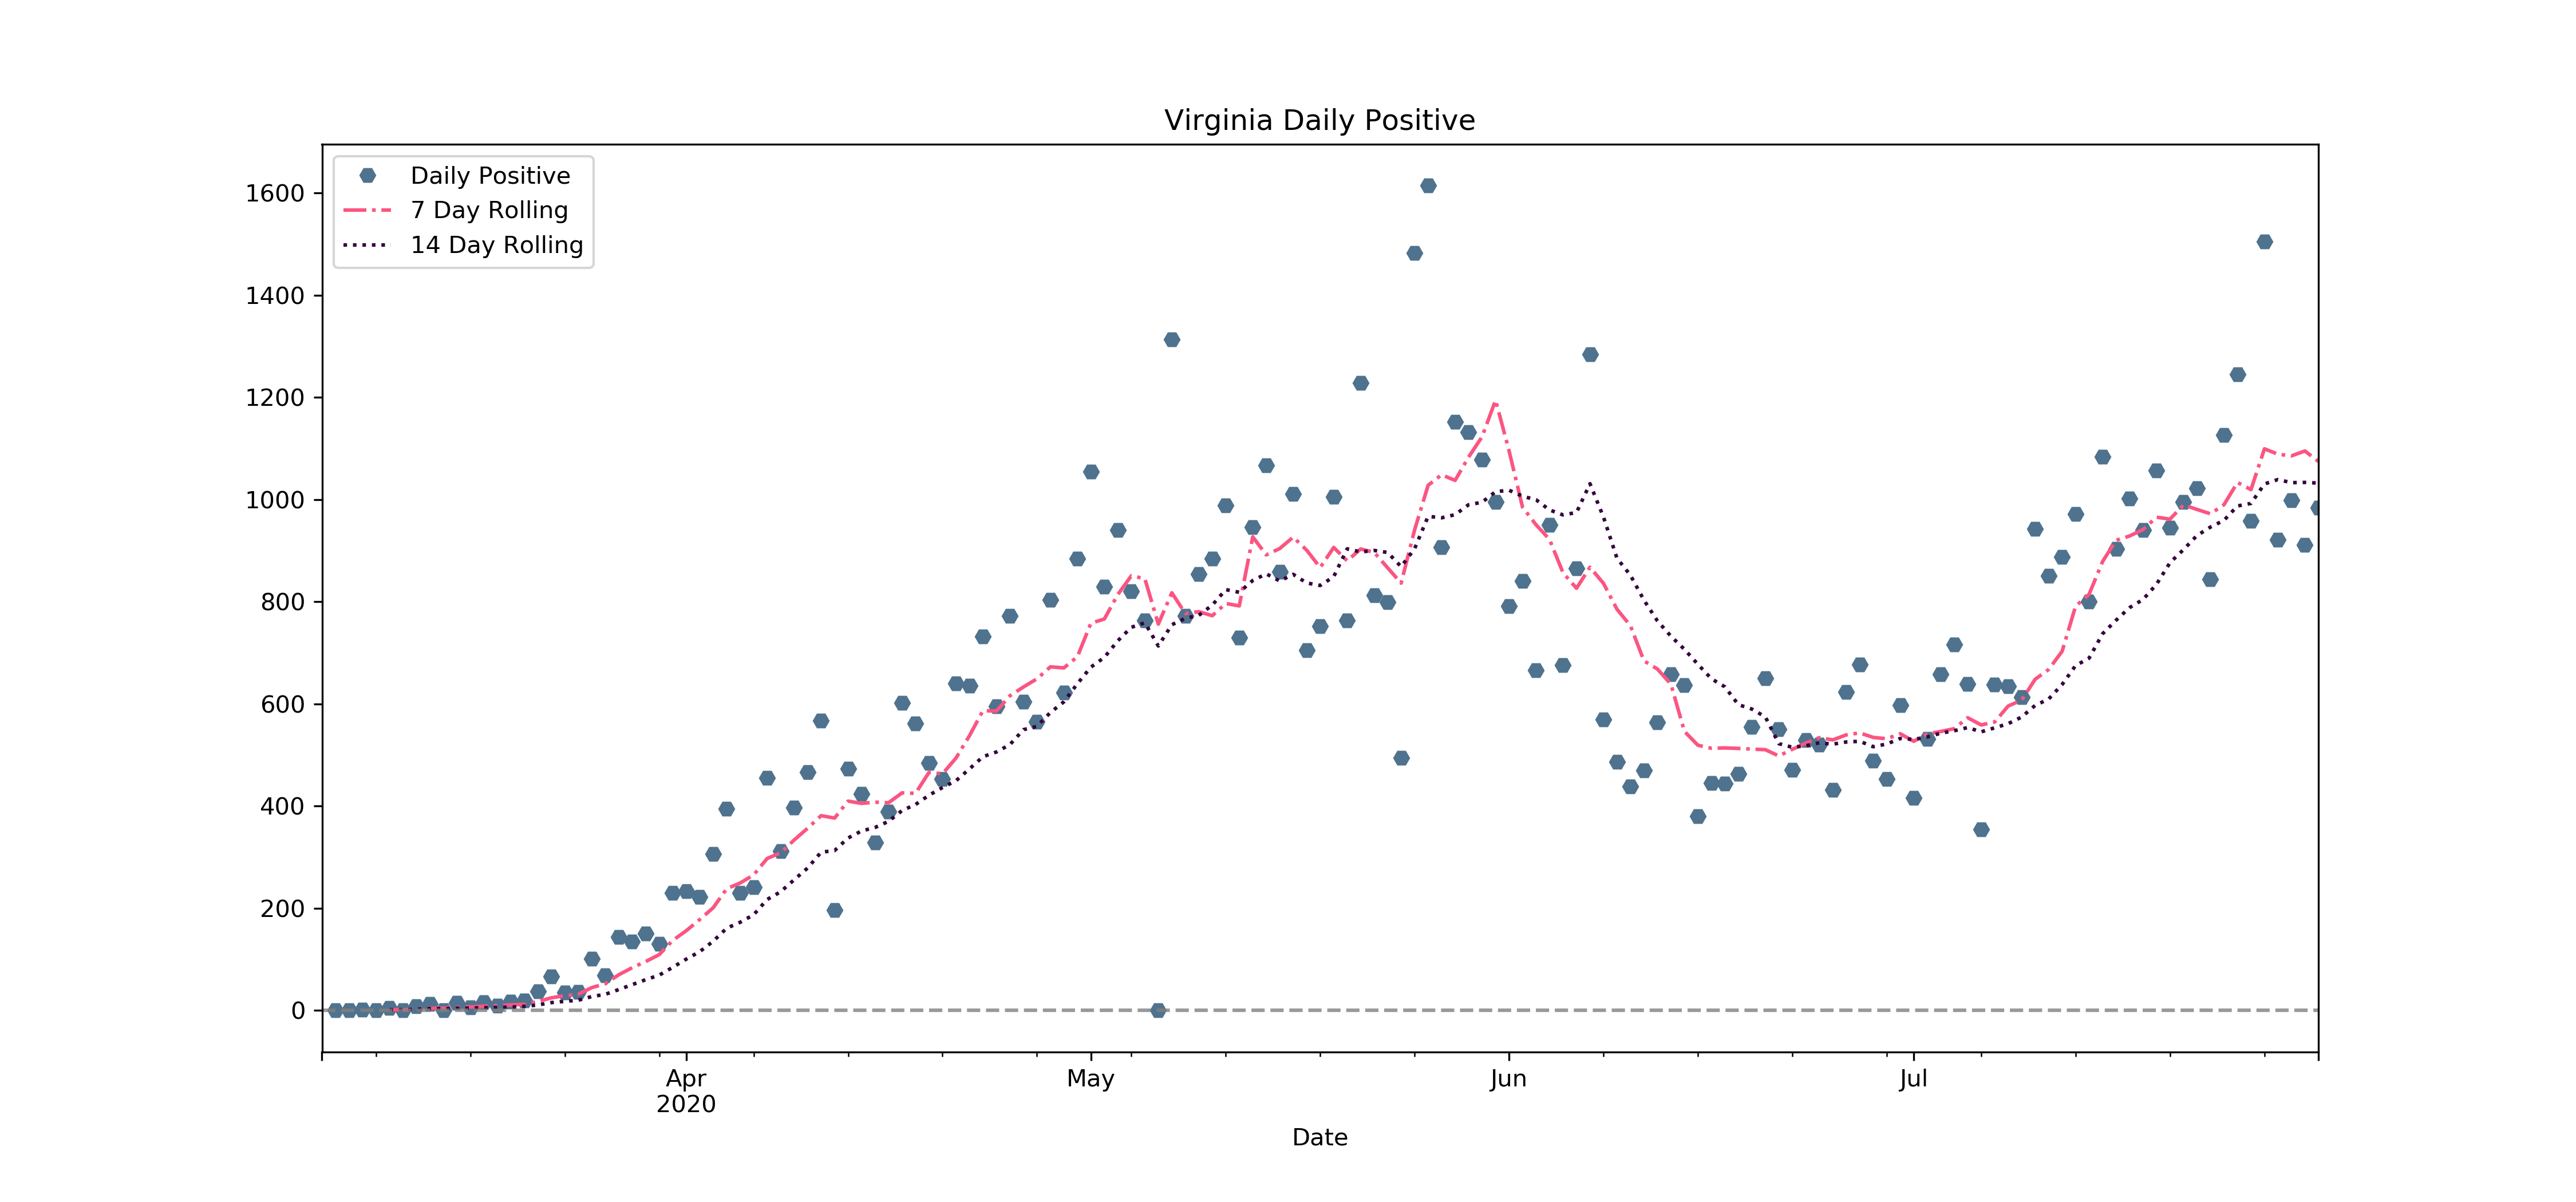 Virginia Daily Positive
Daily Positive
7 Day Rolling
14 Day Rolling
1600
1400
1200
1000
800
600
400
200
0
Apr
2020
May
Jun
Jul
Date